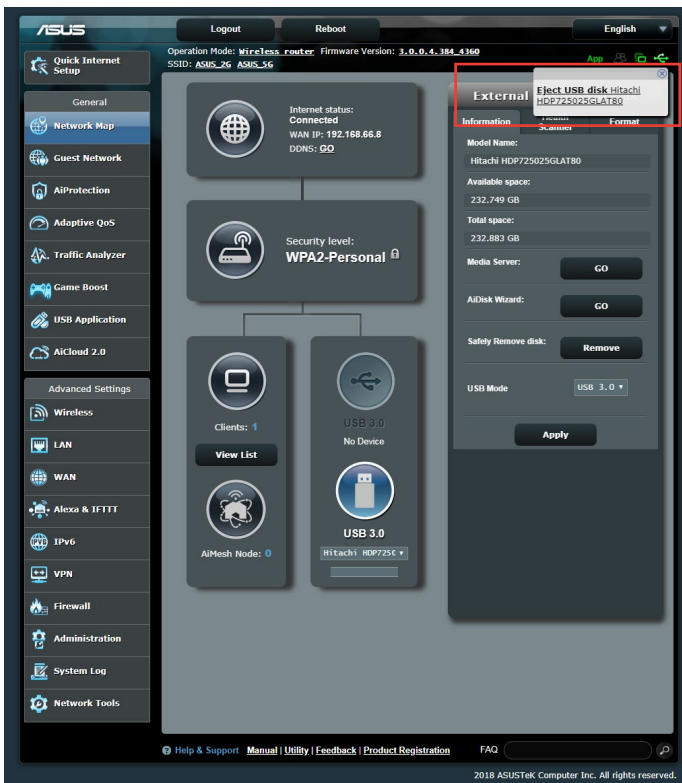 ASUS
Logout
Reboot
English
Quick Internet
Setup
Operation Mode: Wireless router Firmware Version: 3.0.0.4.384_4360
SSID: ASUS_2G ASUS_5G
App
General
Network Map
Guest Network
AiProtection
Adaptive QoS
Traffic Analyzer
Game Boost
USB Application
AiCloud 2.0
Advanced Settings
Wireless
LAN
WAN
Alexa & IFTTT
IPv6
VPN
Firewall
Administration
System Log
Network Tools
Internet status:
Connected
WAN IP: 192.168.66.8
DDNS: GO
Security level:
WPA2-Personal
Clients: 1
View List
AiMesh Node: 0
USB 3.0
No Device
USB 3.0
Hitachi HDP725C
External
Eject USB disk Hitachi
HDP725025GLAT80
Information
Health
Scanner
Format
Model Name:
Hitachi HDP725025GLAT80
Available space:
232.749 GB
Total space:
232.883 GB
Media Server:
GO
AiDisk Wizard:
GO
Safely Remove disk:
Remove
USB Mode
USB 3.0
Apply
Help & Support Manual | Utility | Feedback | Product Registration
FAQ
2018 ASUSTeK Computer Inc. All rights reserved.